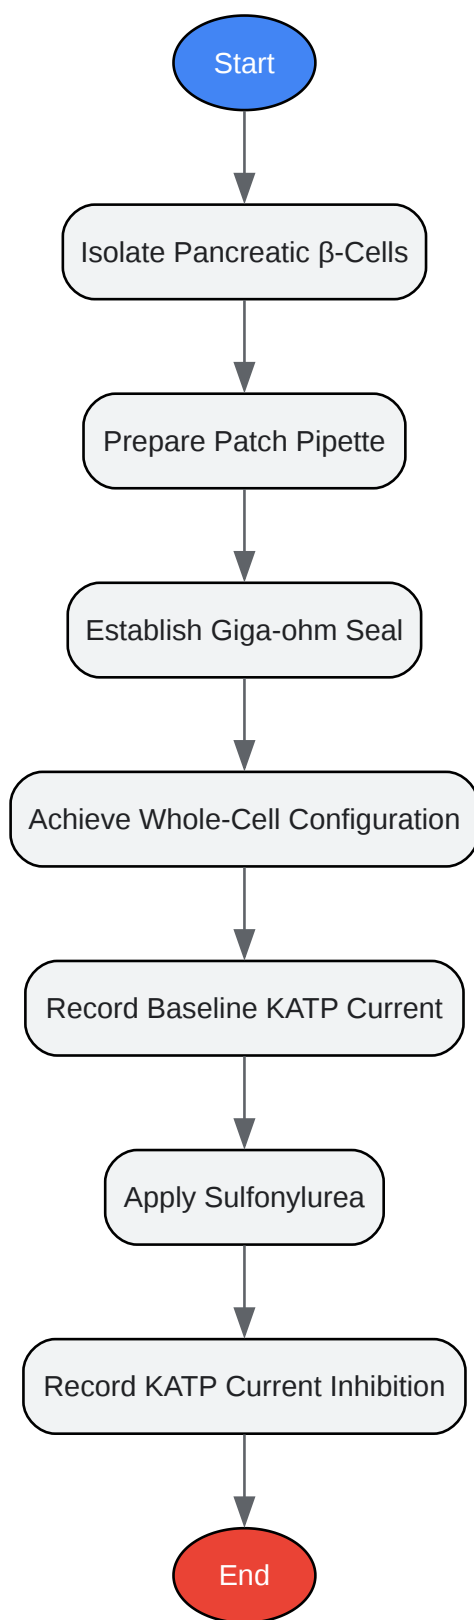 Start
Isolate Pancreatic β-Cells
Prepare Patch Pipette
Establish Giga-ohm Seal
Achieve Whole-Cell Configuration
Record Baseline KATP Current
Apply Sulfonylurea
Record KATP Current Inhibition
End